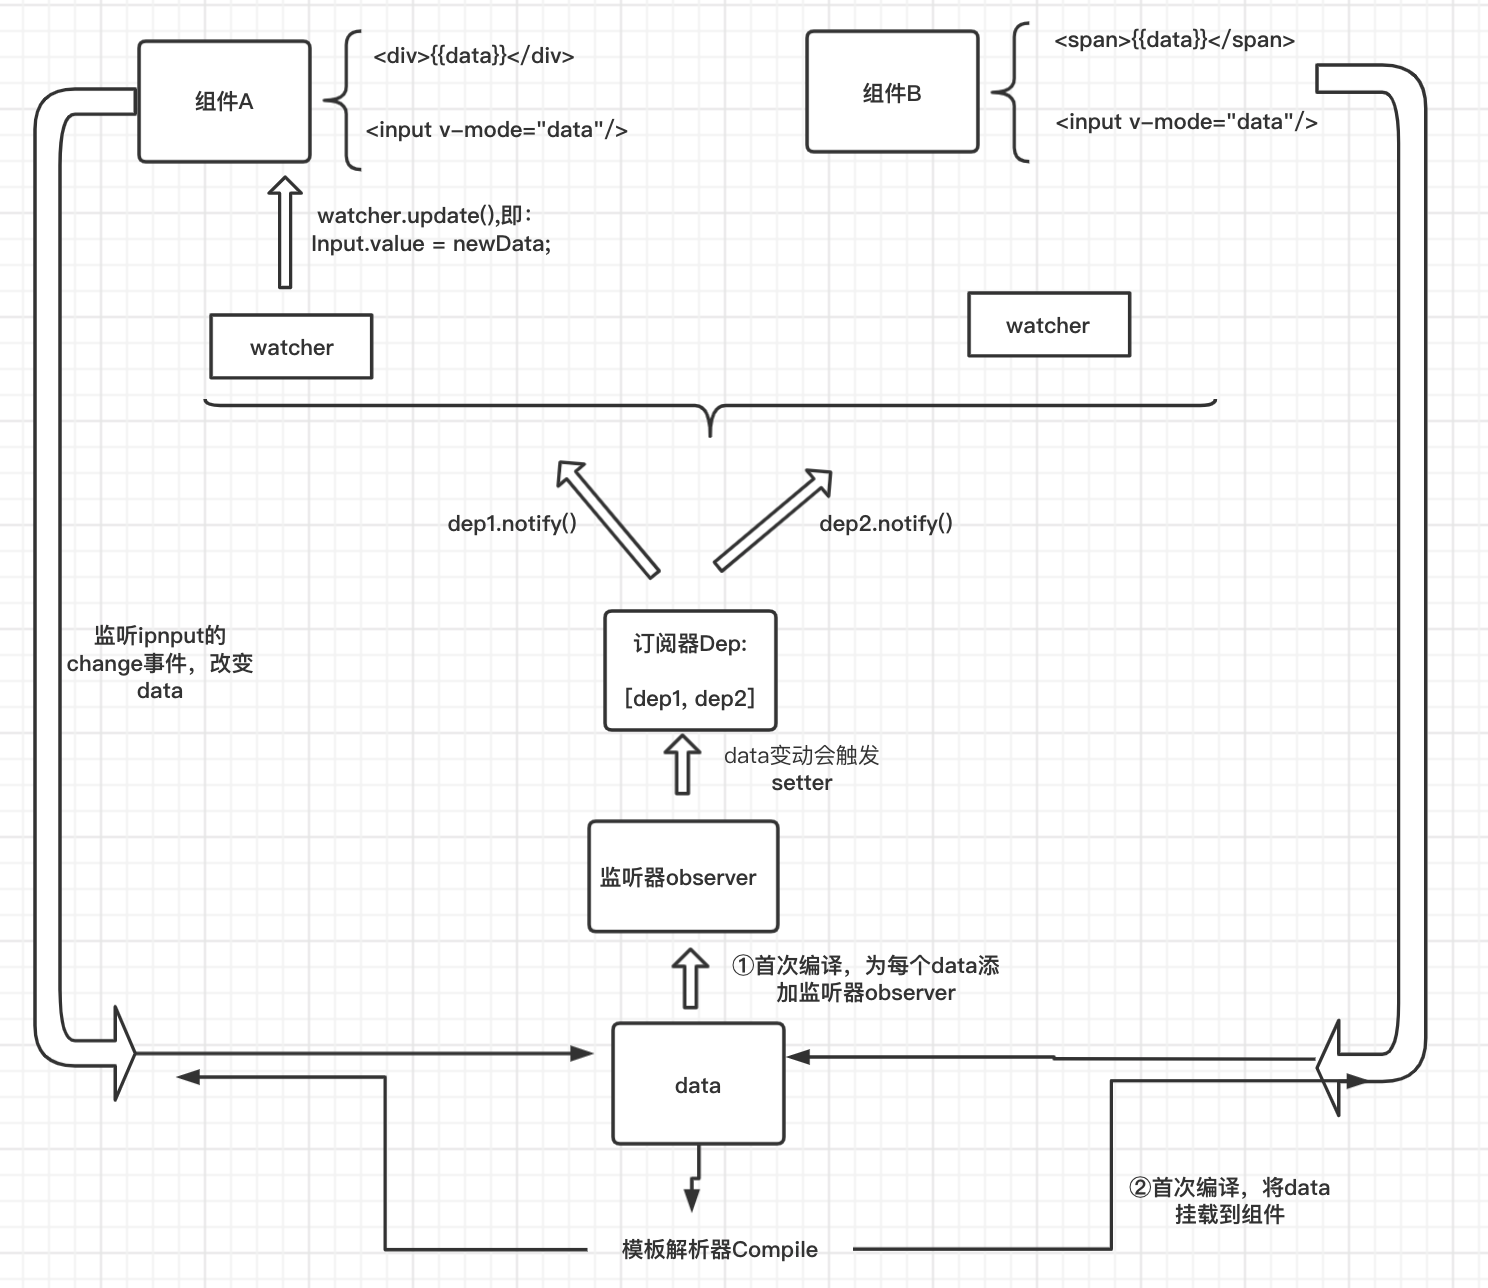 组件A
<div>{{data}}</div>
<input v-mode="data"/>
组件B
<span>{{data}}</span>
<input v-mode="data"/>
watcher.update(),即：
Input.value = newData;
watcher
watcher
dep1.notify()
dep2.notify()
订阅器Dep:
[dep1, dep2]
监听ipnput的
change事件，改变
data
data变动会触发
setter
监听器observer
①首次编译，为每个data添
加监听器observer
data
②首次编译，将data
挂载到组件
模板解析器Compile